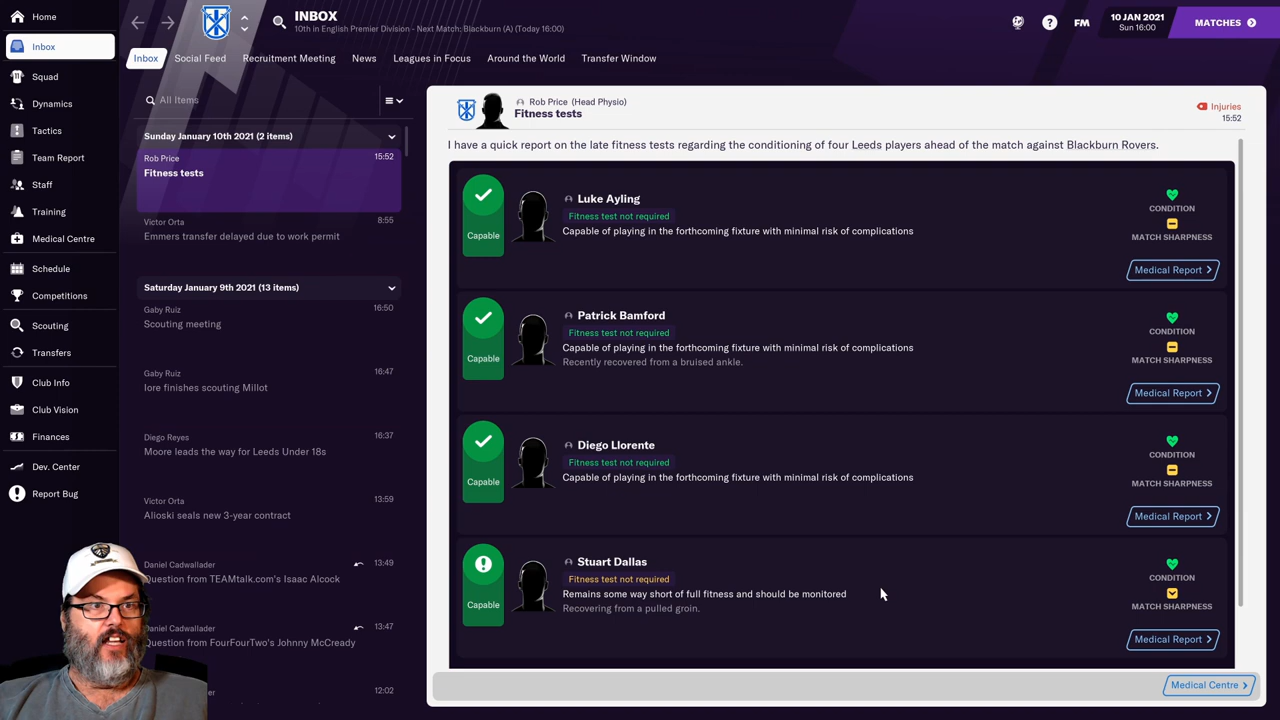 Home
Inbox
Squad
Dynamics
Tactics
Team Report
Staff
Training
Medical Centre
Schedule
Competitions
Scouting
Transfers
Club Info
Club Vision
Finances
Dev. Center
Report Bug
INBOX
10th in English Premier Division - Next Match: Blackburn (A) (Today 16:00)
FM
10 JAN 2021
Sun 16:00
MATCHES
Inbox Social Feed Recruitment Meeting News Leagues in Focus Around the World Transfer Window
All Items
Sunday January 10th 2021 (2 items)
Rob Price 15:52
Fitness tests
Victor Orta 8:55
Emmers transfer delayed due to work permit
Saturday January 9th 2021 (13 items)
Gaby Ruiz 16:50
Scouting meeting
Gaby Ruiz 16:47
Iore finishes scouting Millot
Diego Reyes 16:37
Moore leads the way for Leeds Under 18s
Victor Orta 13:59
Alioski seals new 3-year contract
Daniel Cadwallader 13:49
Question from TEAMtalk.com's Isaac Alcock
Daniel Cadwallader 13:47
Question from FourFourTwo's Johnny McCready
12:02
Rob Price (Head Physio)
Fitness tests
Injuries
15:52
I have a quick report on the late fitness tests regarding the conditioning of four Leeds players ahead of the match against Blackburn Rovers.
Capable
Luke Ayling
Fitness test not required
Capable of playing in the forthcoming fixture with minimal risk of complications
CONDITION
MATCH SHARPNESS
Medical Report
Capable
Patrick Bamford
Fitness test not required
Capable of playing in the forthcoming fixture with minimal risk of complications
Recently recovered from a bruised ankle.
CONDITION
MATCH SHARPNESS
Medical Report
Capable
Diego Llorente
Fitness test not required
Capable of playing in the forthcoming fixture with minimal risk of complications
CONDITION
MATCH SHARPNESS
Medical Report
Capable
Stuart Dallas
Fitness test not required
Remains some way short of full fitness and should be monitored
Recovering from a pulled groin.
CONDITION
MATCH SHARPNESS
Medical Report
Medical Centre